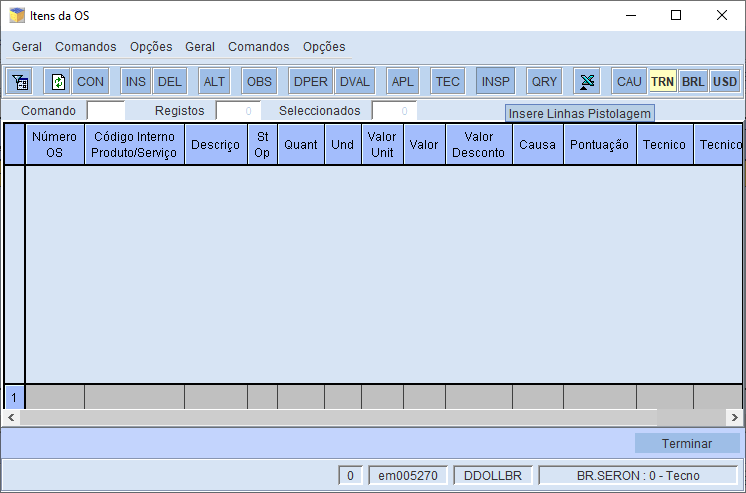 Itens da OS
Geral Comandos Opções Geral Comandos Opções
CON INS DEL ALT OBS DPER DVAL APL TEC INSP QRY CAU TRN BRL USD
Comando Registos 0 Seleccionados 0
Insere Linhas Pistolagem
Número OS Código Interno Produto/Serviço Descriço St Op Quant Und Valor Unit Valor Valor Desconto Causa Pontuação Tecnico Tecnico
1
Terminar
0 em005270 DDOLLBR BR.SERON : 0 - Tecno